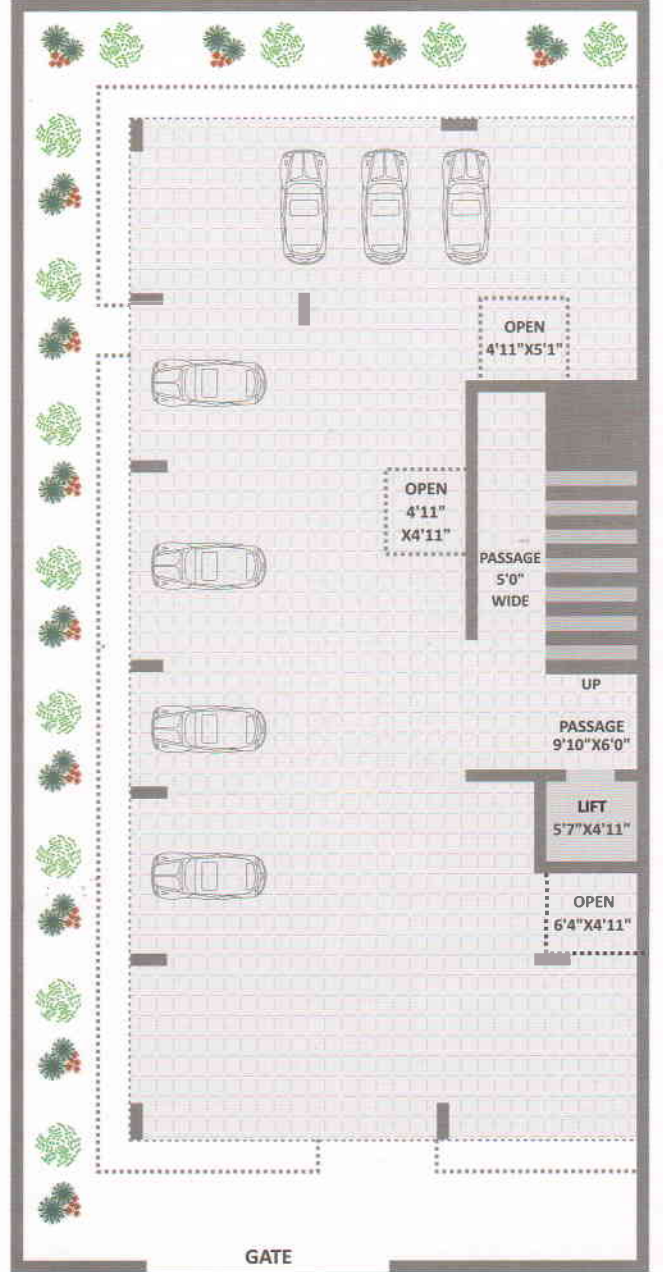 OPEN
4'11"X5'1"
OPEN
4'11"
X4'11"
PASSAGE
5'0"
WIDE
UP
PASSAGE
9'10"X6'0"
LIFT
5'7"X4'11"
OPEN
6'4"X4'11"
GATE